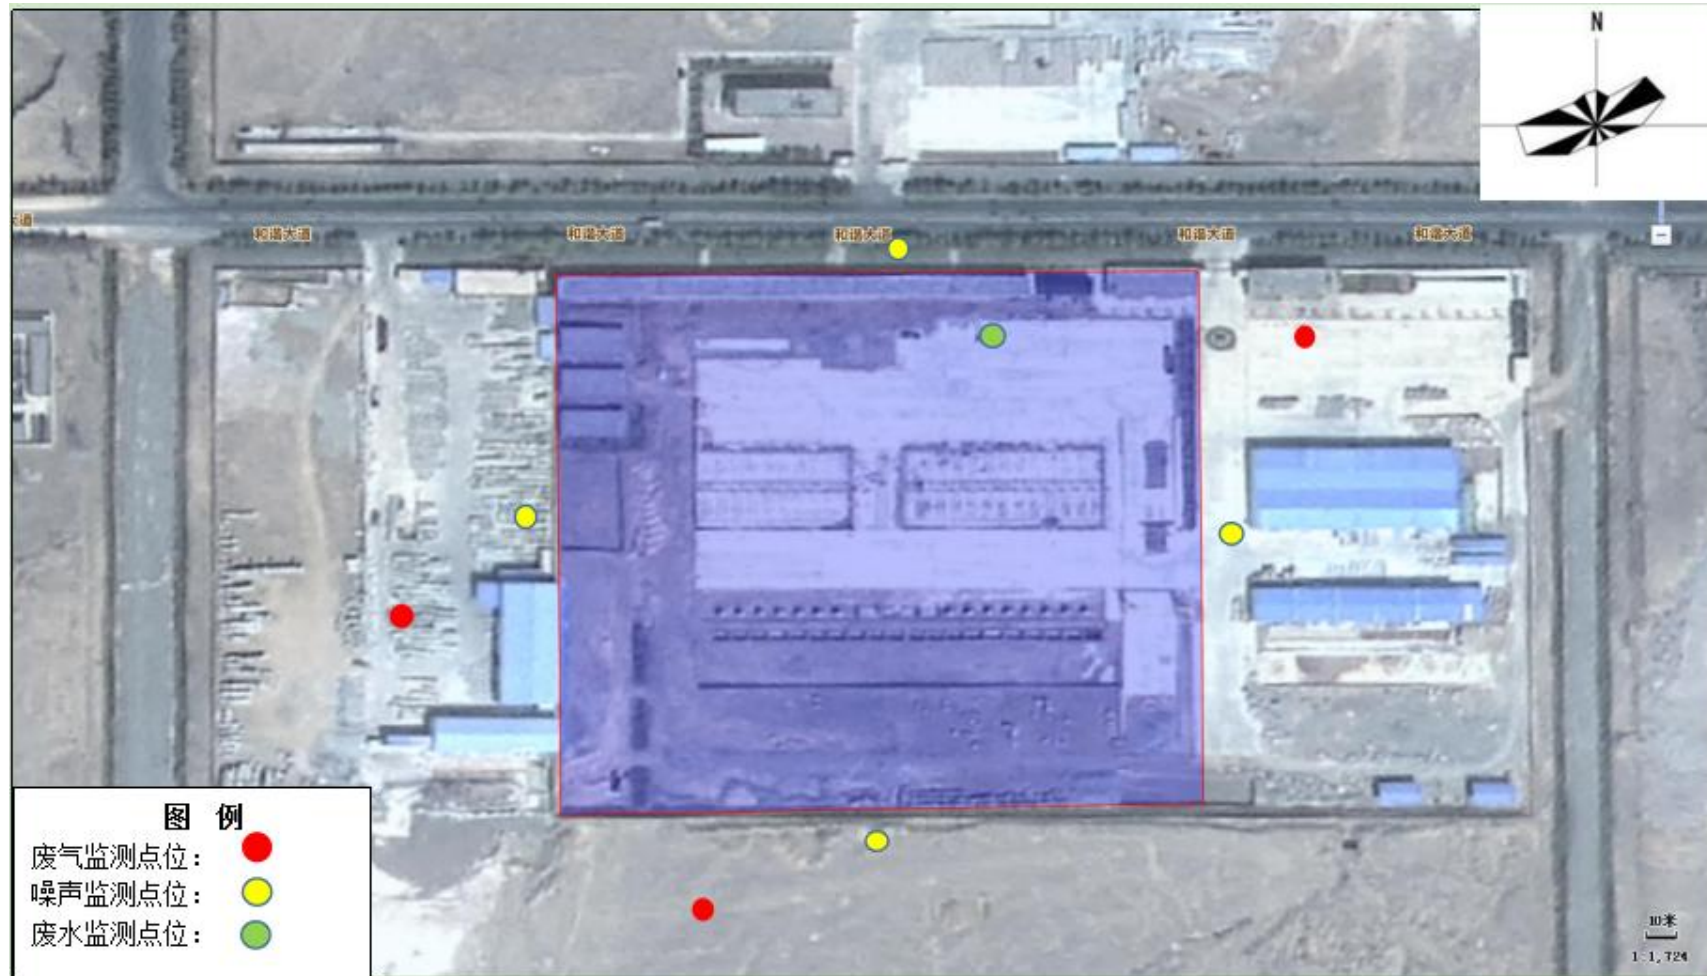 N
大道
和谐大道
和谐大道
和谐大道
和谐大道
和谐大道
图 例
废气监测点位：
噪声监测点位：
废水监测点位：
10米
1:1,724